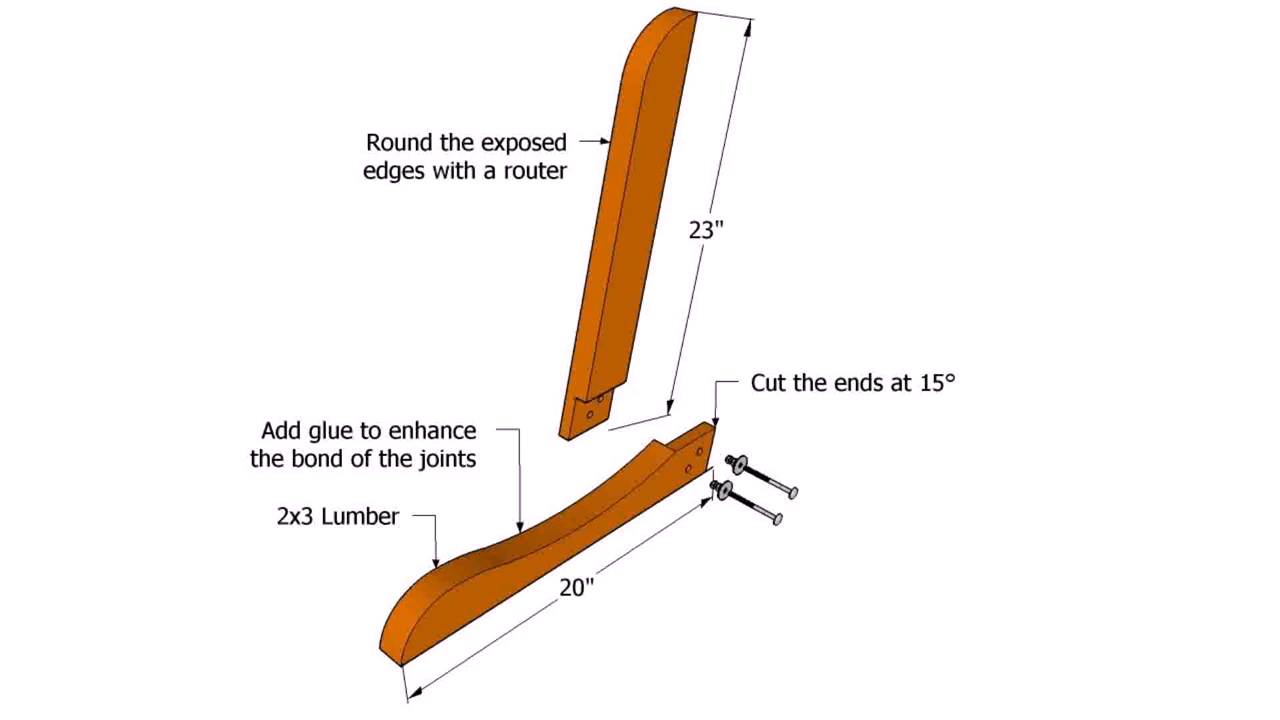 Round the exposed
edges with a router
23"
Cut the ends at 15°
Add glue to enhance
the bond of the joints
2x3 Lumber
20"